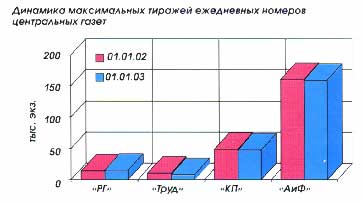 Динамика максимальных тиражей ежедневных номеров
центральных газет
тыс. экз.
200
150
100
50
0
01.01.02
01.01.03
«РГ» «Труд» «КП» «АиФ»